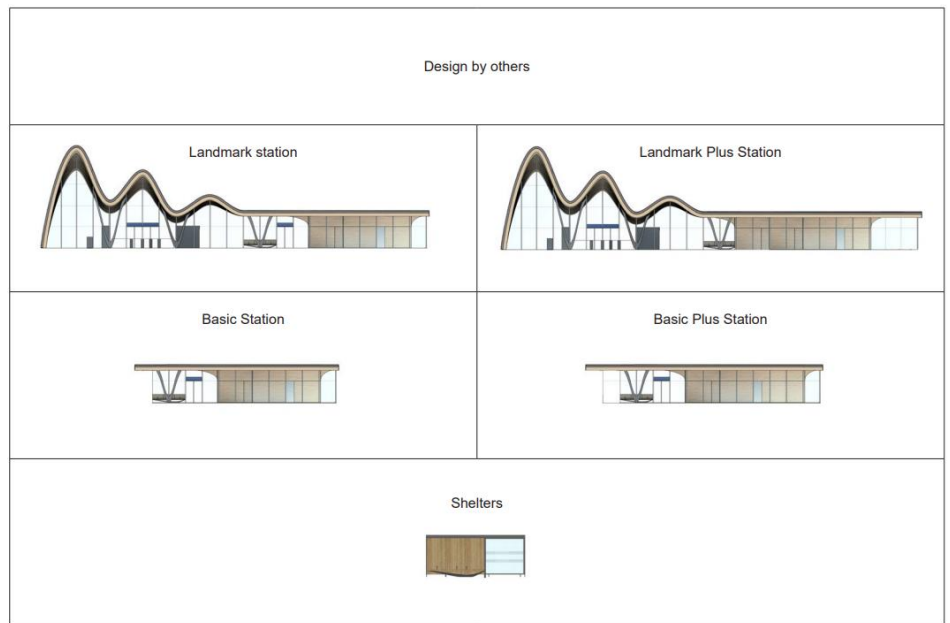 Design by others
Landmark station
Landmark Plus Station
Basic Station
Basic Plus Station
Shelters